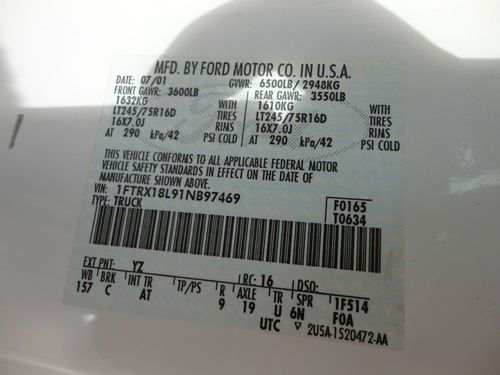 MFD. BY FORD MOTOR CO. IN U.S.A.
DATE: 07/01 GVWR: 6500LB/ 2948KG
FRONT GAWR: 3600LB REAR GAWR: 3550LB
1632KG WITH 1610KG WITH
LT245/75R16D TIRES LT245/75R16D TIRES
16X7.0J RIMS 16X7.0J RIMS
AT 290 kPa/42 PSI COLD AT 290 kPa/42 PSI COLD
THIS VEHICLE CONFORMS TO ALL APPLICABLE FEDERAL MOTOR
VEHICLE SAFETY STANDARDS IN EFFECT ON THE DATE OF
MANUFACTURE SHOWN ABOVE.
VIN: 1FTRX18L91NB97469 F0165
TYPE: TRUCK T0634
EXT PNT: YZ RC: 16 DSO:
WB BRK INT TR TP/PS R AXLE TR SPR 1F514
157 C AT 9 19 U 6N F0A
UTC ▽ 2USA-1520472-AA